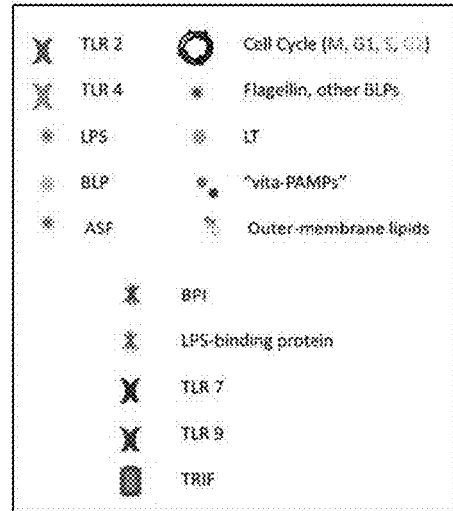 TLR 2 Cell Cycle (M, G1, S, G2)
TLR 4 Flagellin, other BLPs
LPS LT
BLP "vita-PAMPs"
ASF Outer-membrane lipids
BPI
LPS-binding protein
TLR 7
TLR 9
TRIF